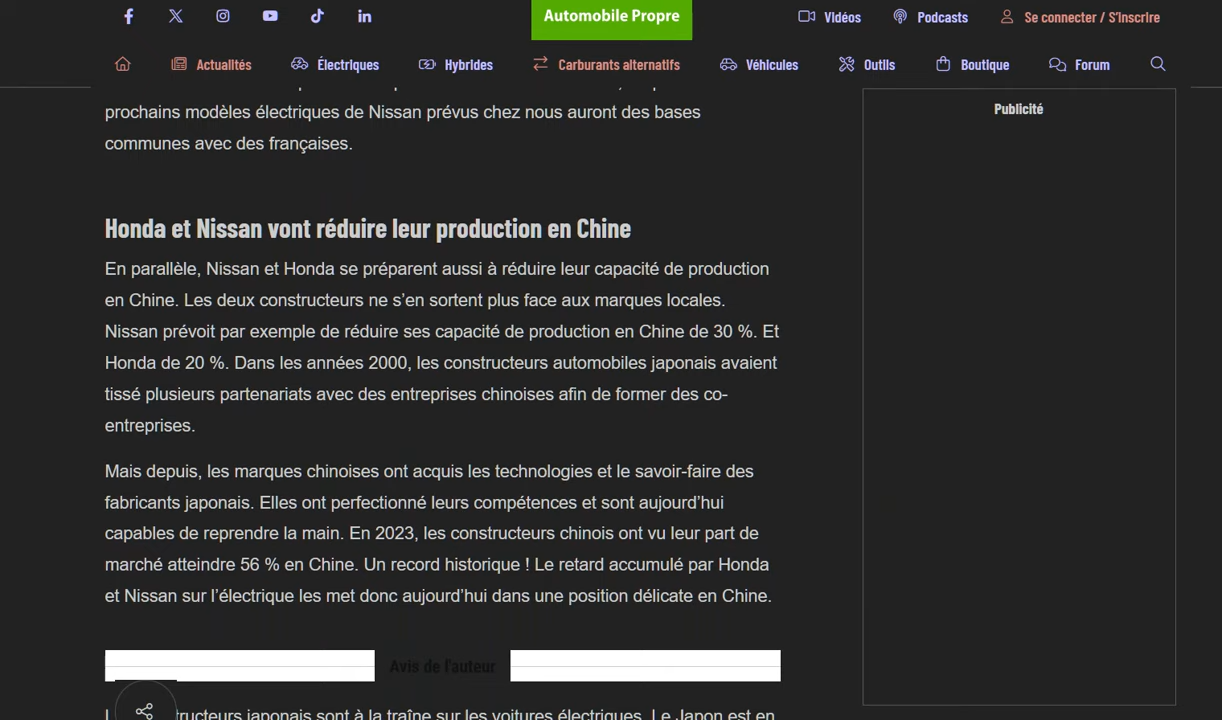 Automobile Propre
Vidéos
Podcasts
Se connecter / S'inscrire
Actualités
Électriques
Hybrides
Carburants alternatifs
Véhicules
Outils
Boutique
Forum
prochains modèles électriques de Nissan prévus chez nous auront des bases
communes avec des françaises.
Publicité
Honda et Nissan vont réduire leur production en Chine
En parallèle, Nissan et Honda se préparent aussi à réduire leur capacité de production
en Chine. Les deux constructeurs ne s’en sortent plus face aux marques locales.
Nissan prévoit par exemple de réduire ses capacité de production en Chine de 30 %. Et
Honda de 20 %. Dans les années 2000, les constructeurs automobiles japonais avaient
tissé plusieurs partenariats avec des entreprises chinoises afin de former des co-
entreprises.
Mais depuis, les marques chinoises ont acquis les technologies et le savoir-faire des
fabricants japonais. Elles ont perfectionné leurs compétences et sont aujourd’hui
capables de reprendre la main. En 2023, les constructeurs chinois ont vu leur part de
marché atteindre 56 % en Chine. Un record historique ! Le retard accumulé par Honda
et Nissan sur l’électrique les met donc aujourd’hui dans une position délicate en Chine.
Avis de l'auteur
japonais sont à la traîne sur les voitures électriques. Le Japon est en